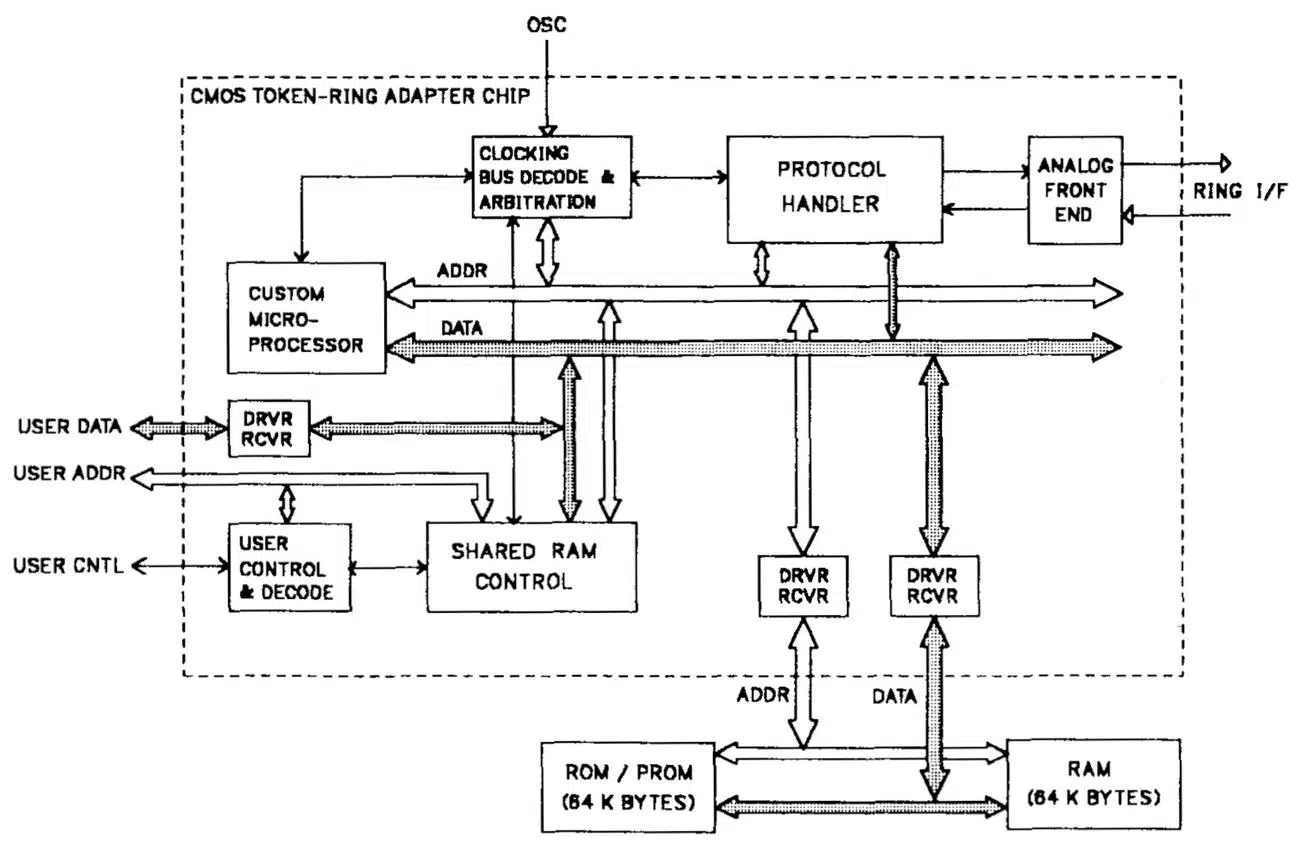 OSC
CMOS TOKEN-RING ADAPTER CHIP
CLOCKING
BUS DECODE &
ARBITRATION
PROTOCOL
HANDLER
ANALOG
FRONT
END
RING I/F
ADDR
CUSTOM
MICRO-
PROCESSOR
DATA
USER DATA
DRVR
RCVR
USER ADDR
USER CNTL
USER
CONTROL
& DECODE
SHARED RAM
CONTROL
DRVR
RCVR
DRVR
RCVR
ADDR
DATA
ROM / PROM
(64 K BYTES)
RAM
(64 K BYTES)